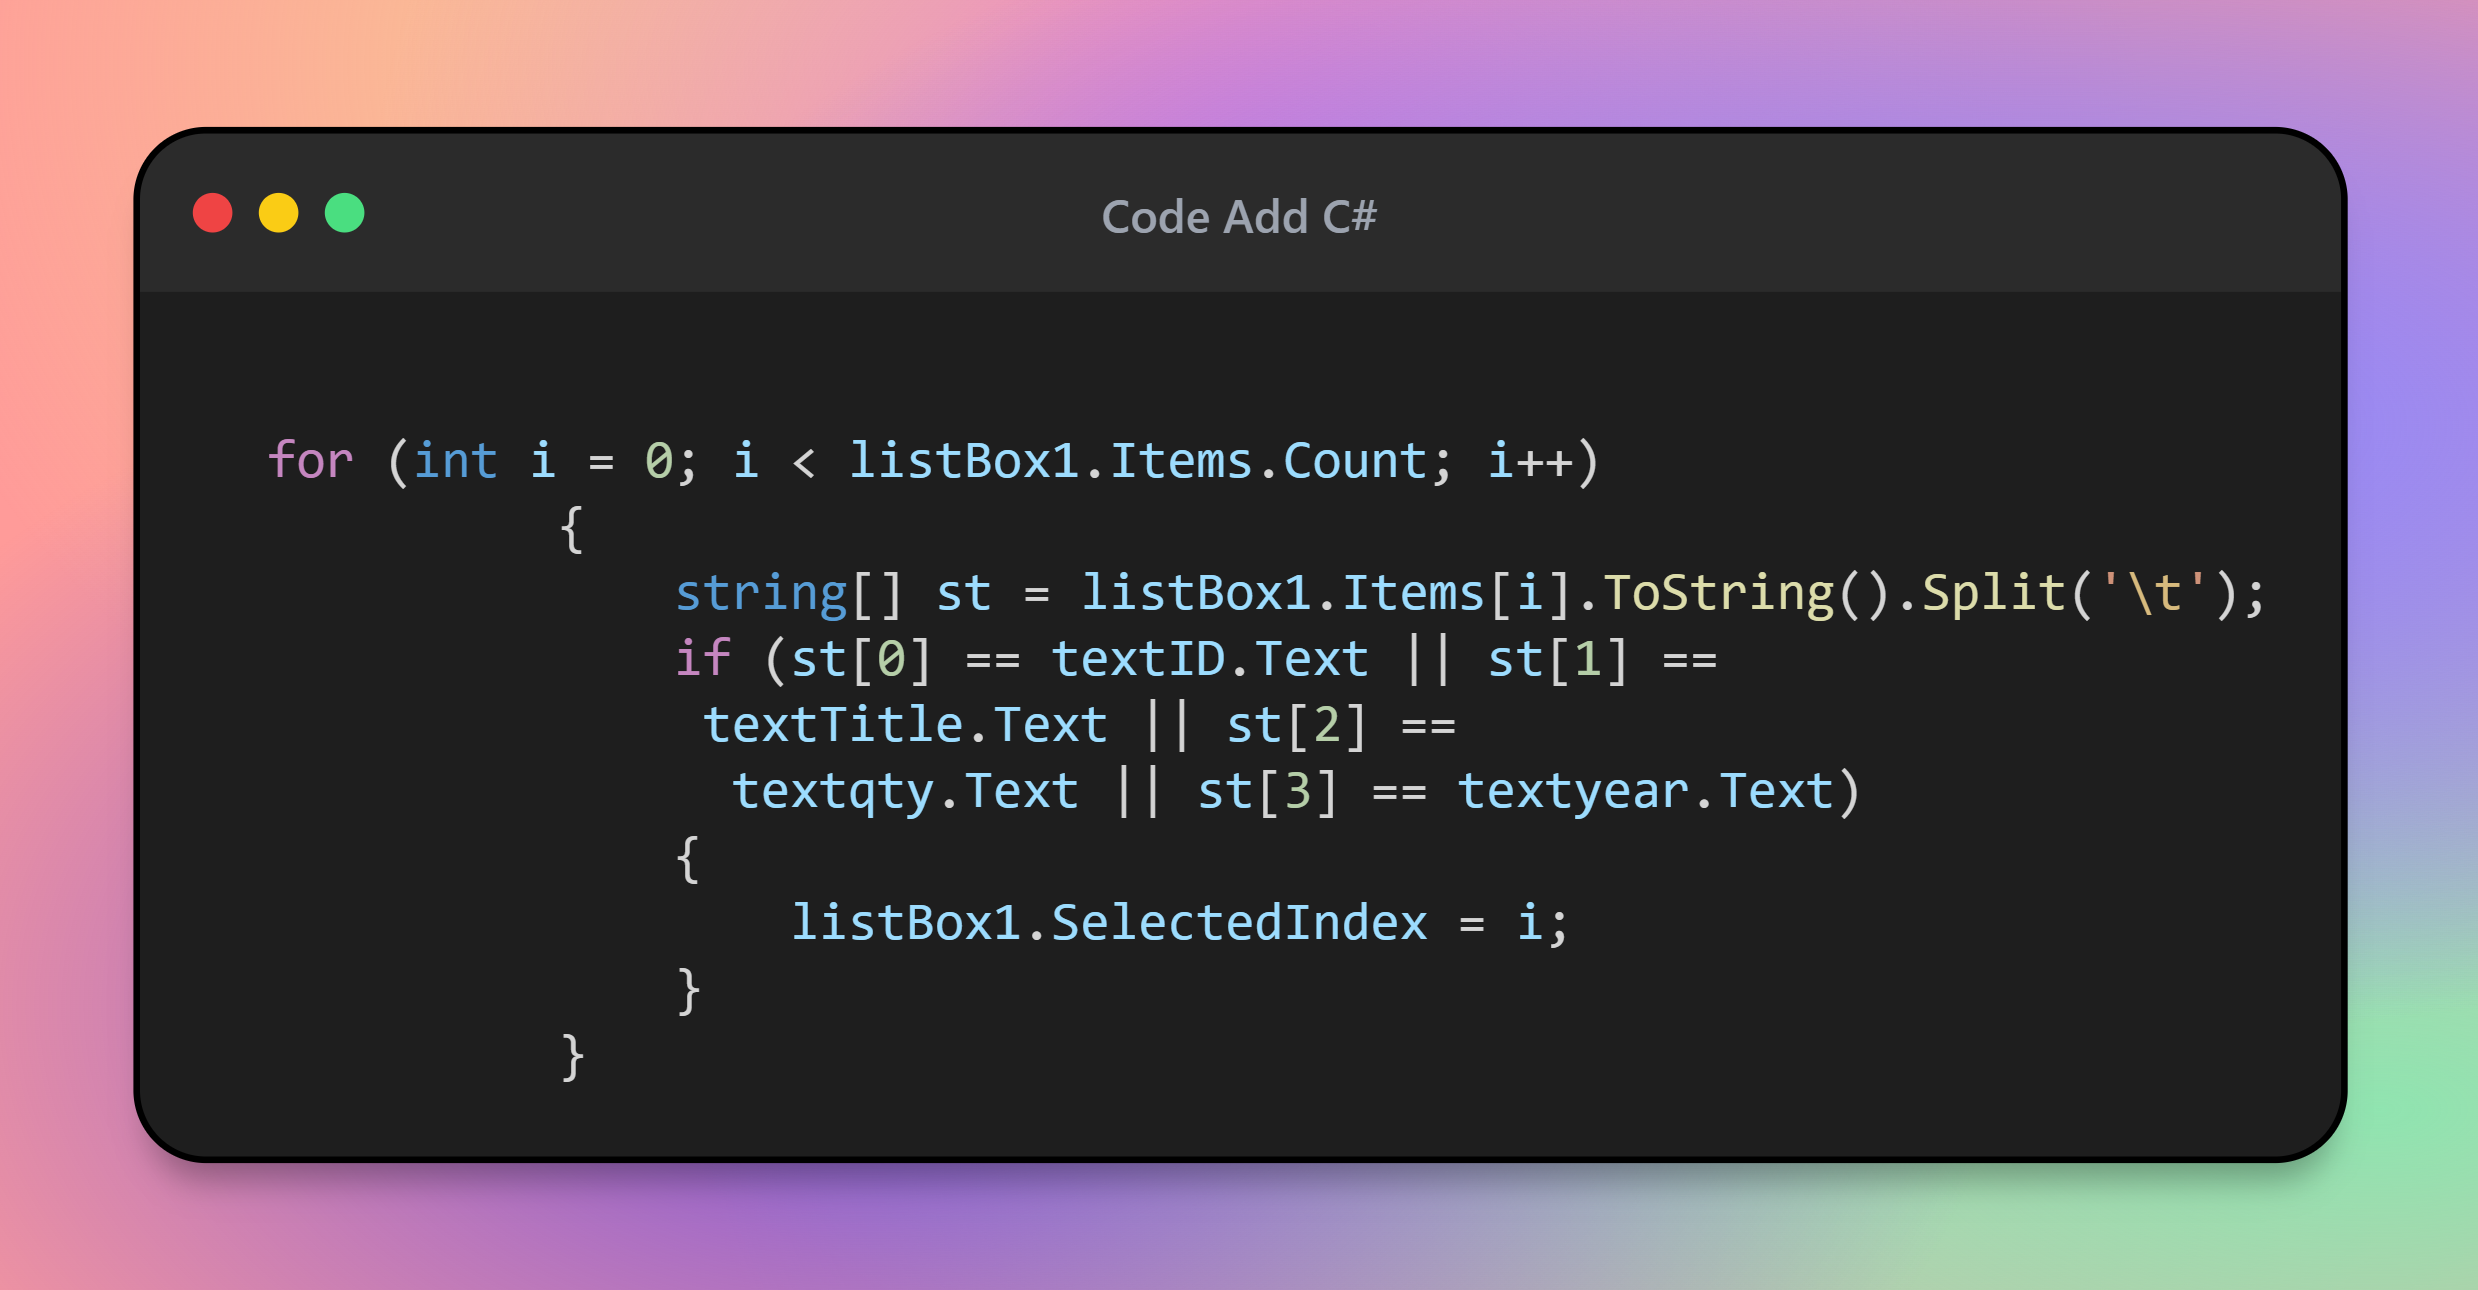 Code Add C#
for (int i = 0; i < listBox1.Items.Count; i++)
{
string[] st = listBox1.Items[i].ToString().Split('\t');
if (st[0] == textID.Text || st[1] ==
textTitle.Text || st[2] ==
textqty.Text || st[3] == textyear.Text)
{
listBox1.SelectedIndex = i;
}
}